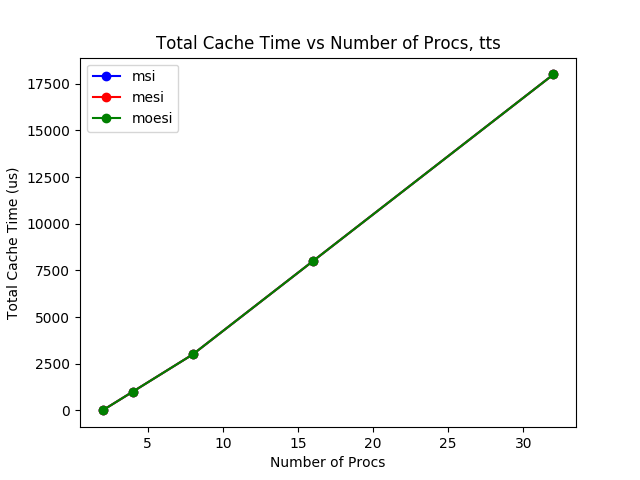 Total Cache Time vs Number of Procs, tts
msi
mesi
moesi
Total Cache Time (us)
17500
15000
12500
10000
7500
5000
2500
0
5 10 15 20 25 30
Number of Procs